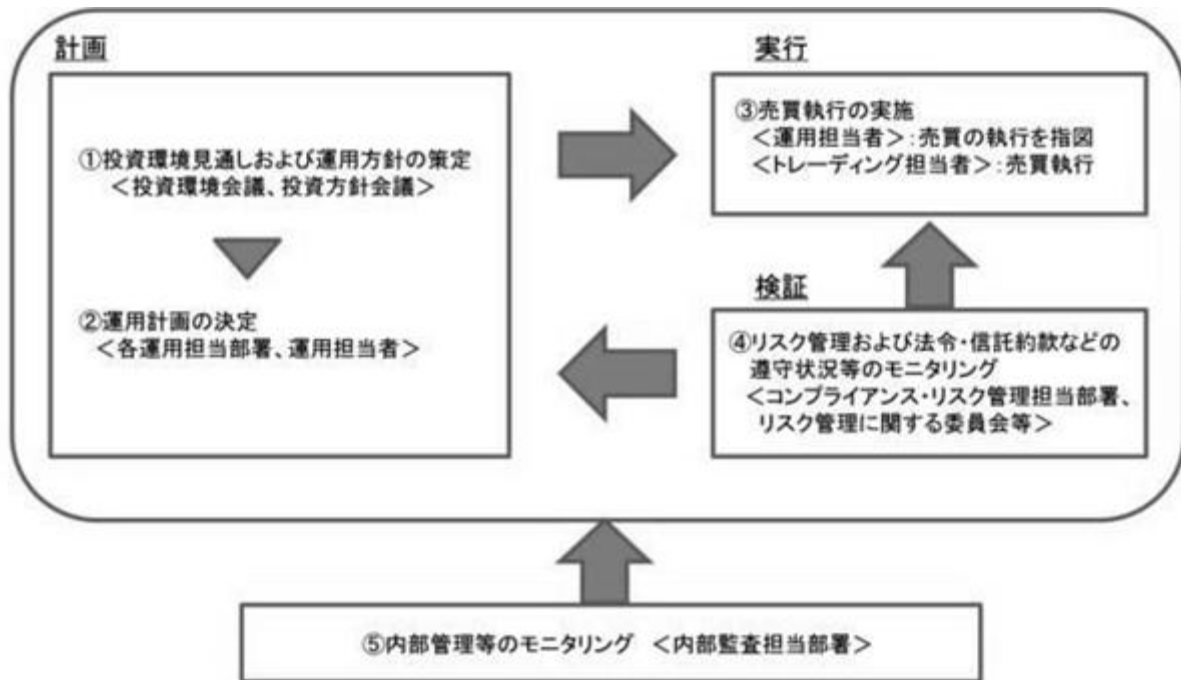 計画
①投資環境見通しおよび運用方針の策定
＜投資環境会議、投資方針会議＞
②運用計画の決定
＜各運用担当部署、運用担当者＞
実行
③売買執行の実施
＜運用担当者＞：売買の執行を指図
＜トレーディング担当者＞：売買執行
検証
④リスク管理および法令・信託約款などの
遵守状況等のモニタリング
＜コンプライアンス・リスク管理担当部署、
リスク管理に関する委員会等＞
⑤内部管理等のモニタリング　＜内部監査担当部署＞